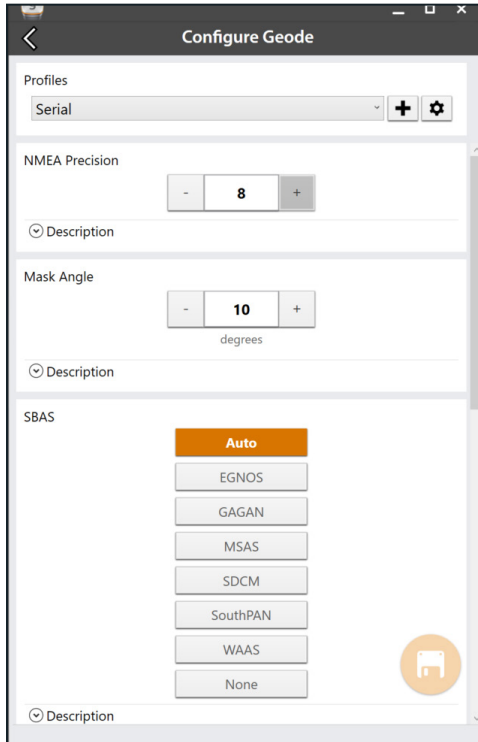 Configure Geode
Profiles
Serial
NMEA Precision
- 8 +
Description
Mask Angle
- 10 +
degrees
Description
SBAS
Auto
EGNOS
GAGAN
MSAS
SDCM
SouthPAN
WAAS
None
Description